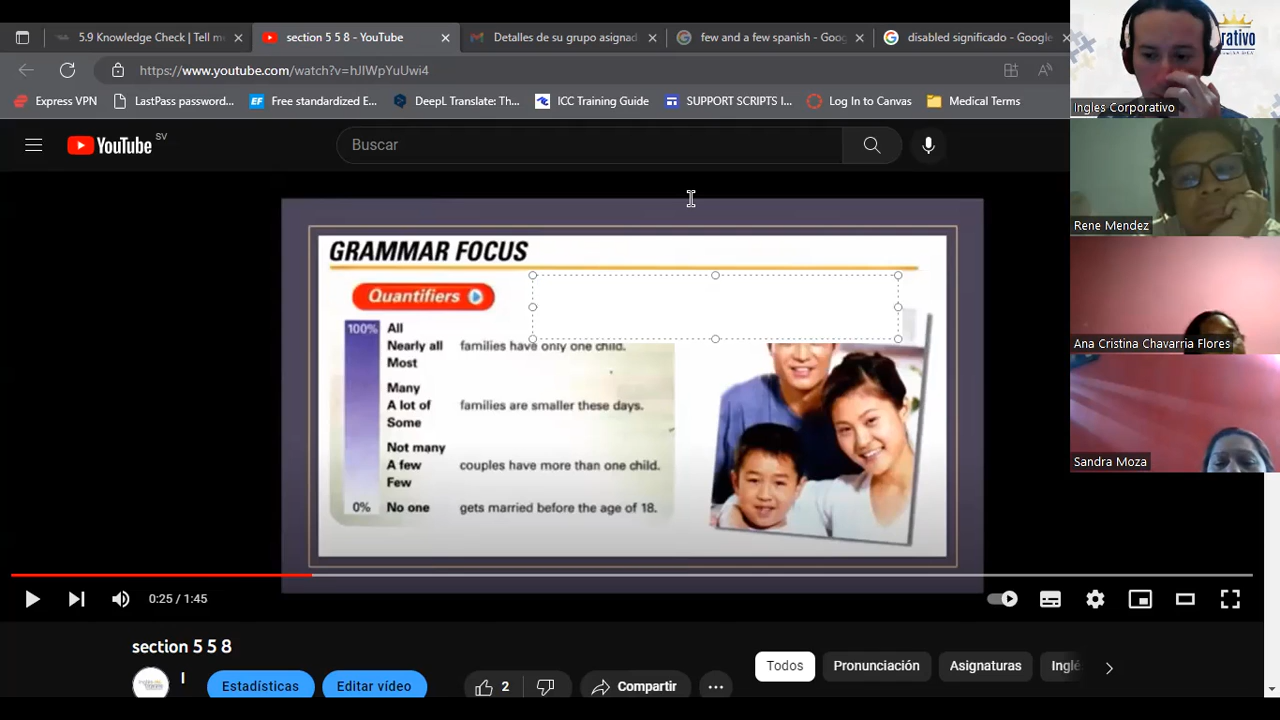 5.9 Knowledge Check | Tell me
section 5 5 8 - YouTube
Detalles de su grupo asignad
few and a few spanish - Goog
disabled significado - Google
https://www.youtube.com/watch?v=hJIWpYuUwi4
Express VPN
LastPass password...
EF
Free standardized E...
DeepL Translate: Th...
ICC Training Guide
SUPPORT SCRIPTS I...
Log In to Canvas
Medical Terms
YouTube
SV
Buscar
GRAMMAR FOCUS
Quantifiers
100% All
Nearly all families have only one child.
Most
Many
A lot of families are smaller these days.
Some
Not many
A few couples have more than one child.
Few
0% No one gets married before the age of 18.
0:25 / 1:45
section 5 5 8
I
Estadísticas
Editar vídeo
2
Compartir
Todos
Pronunciación
Asignaturas
Inglé
rativo
Ingles Corporativo
Rene Mendez
Ana Cristina Chavarria Flores
Sandra Moza